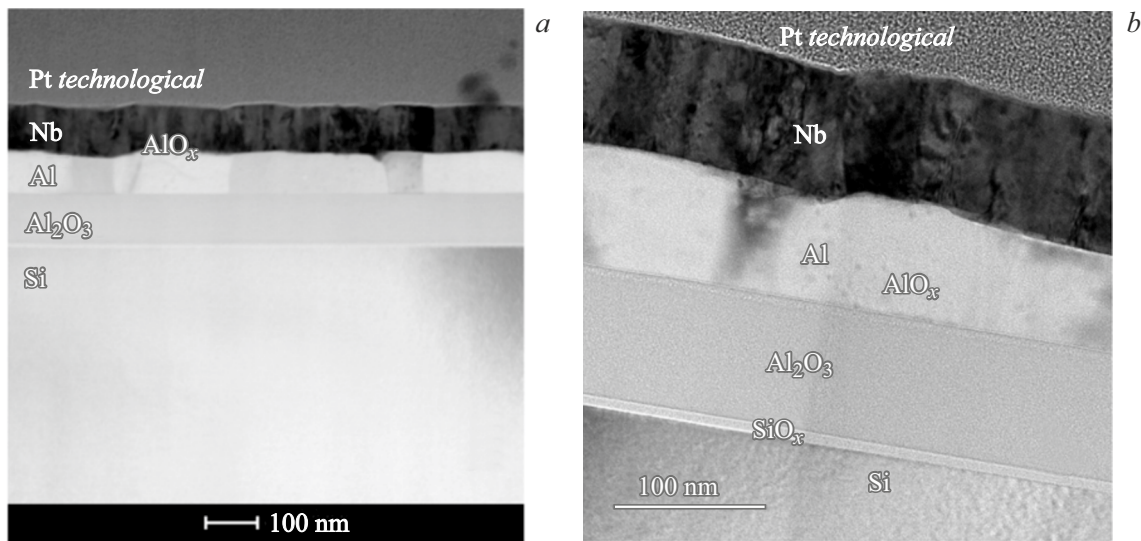 a
Pt technological
Nb
AlOₓ
Al
Al₂O₃
Si
100 nm
b
Pt technological
Nb
Al
AlOₓ
Al₂O₃
SiOₓ
Si
100 nm